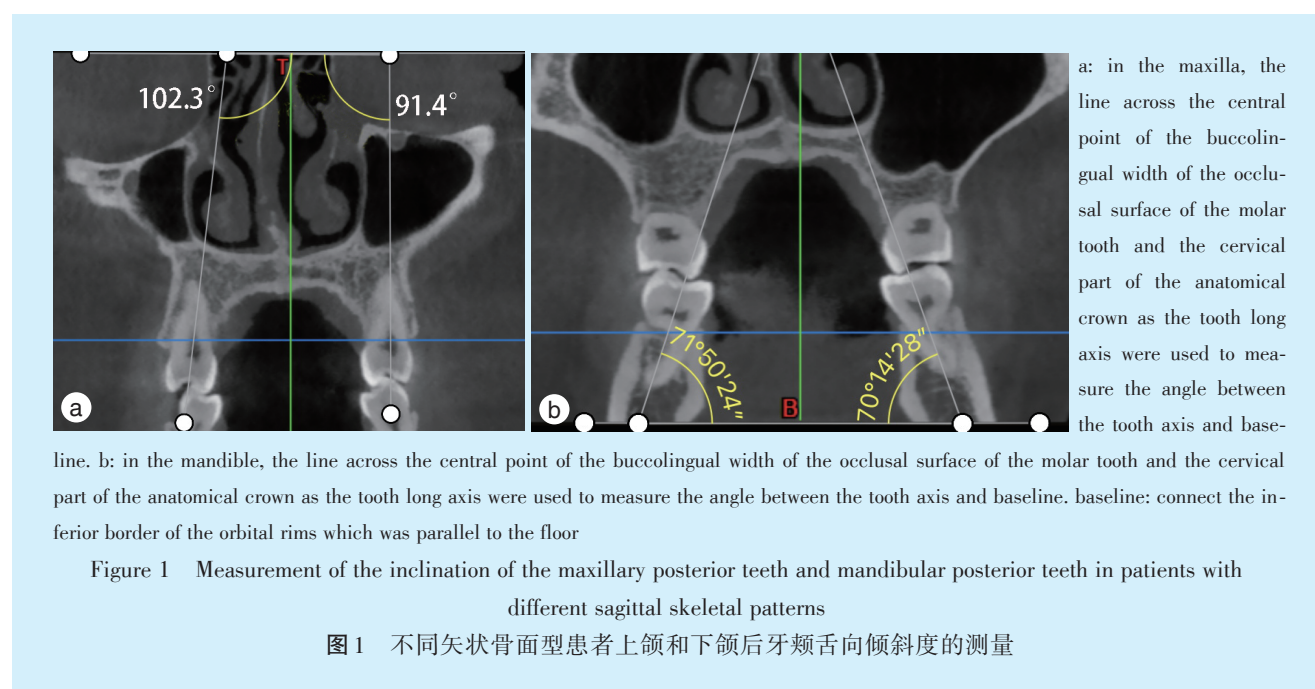 T
102.3°
91.4°
a
71°50′24″
70°14′28″
B
b
a: in the maxilla, the
line across the central
point of the buccolin-
gual width of the occlu-
sal surface of the molar
tooth and the cervical
part of the anatomical
crown as the tooth long
axis were used to mea-
sure the angle between
the tooth axis and base-
line. b: in the mandible, the line across the central point of the buccolingual width of the occlusal surface of the molar tooth and the cervical
part of the anatomical crown as the tooth long axis were used to measure the angle between the tooth axis and baseline. baseline: connect the in-
ferior border of the orbital rims which was parallel to the floor
Figure 1 Measurement of the inclination of the maxillary posterior teeth and mandibular posterior teeth in patients with
different sagittal skeletal patterns
图1 不同矢状骨面型患者上颌和下颌后牙颊舌向倾斜度的测量